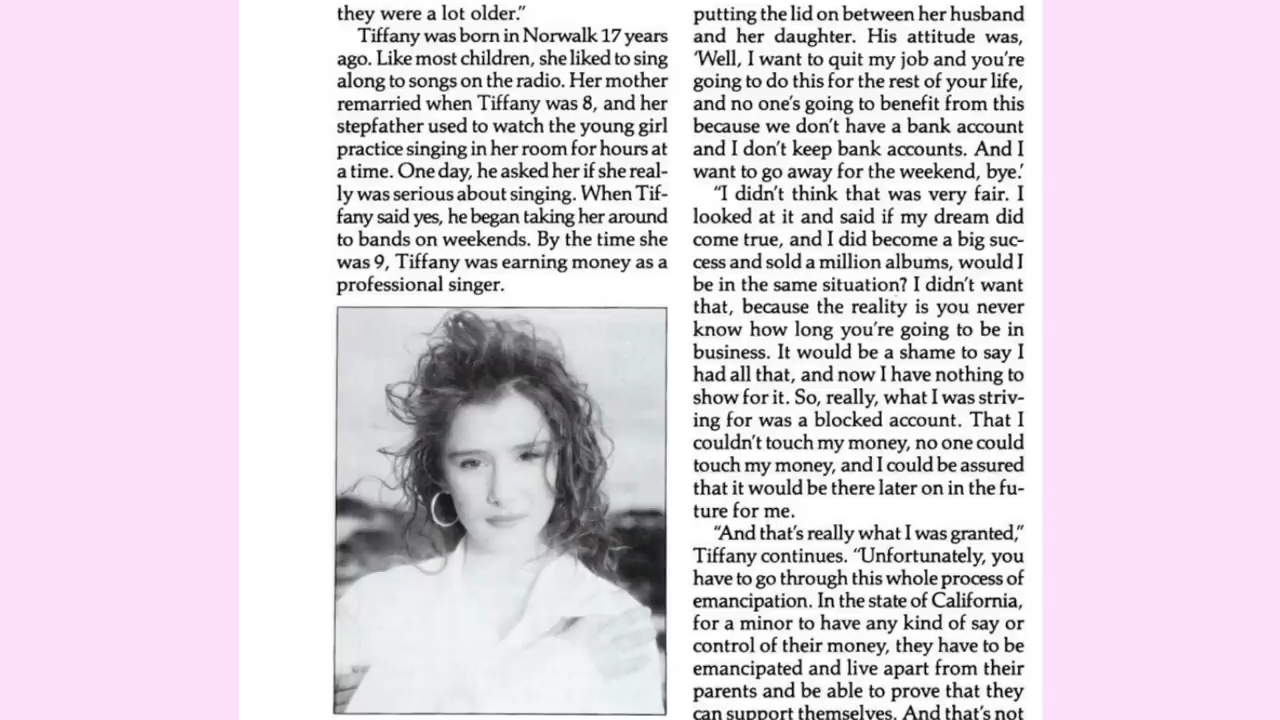 they were a lot older."
Tiffany was born in Norwalk 17 years
ago. Like most children, she liked to sing
along to songs on the radio. Her mother
remarried when Tiffany was 8, and her
stepfather used to watch the young girl
practice singing in her room for hours at
a time. One day, he asked her if she real-
ly was serious about singing. When Tif-
fany said yes, he began taking her around
to bands on weekends. By the time she
was 9, Tiffany was earning money as a
professional singer.
putting the lid on between her husband
and her daughter. His attitude was,
'Well, I want to quit my job and you're
going to do this for the rest of your life,
and no one's going to benefit from this
because we don't have a bank account
and I don't keep bank accounts. And I
want to go away for the weekend, bye.'
"I didn't think that was very fair. I
looked at it and said if my dream did
come true, and I did become a big suc-
cess and sold a million albums, would I
be in the same situation? I didn't want
that, because the reality is you never
know how long you're going to be in
business. It would be a shame to say I
had all that, and now I have nothing to
show for it. So, really, what I was striv-
ing for was a blocked account. That I
couldn't touch my money, no one could
touch my money, and I could be assured
that it would be there later on in the fu-
ture for me.
"And that's really what I was granted,"
Tiffany continues. "Unfortunately, you
have to go through this whole process of
emancipation. In the state of California,
for a minor to have any kind of say or
control of their money, they have to be
emancipated and live apart from their
parents and be able to prove that they
can support themselves. And that's not